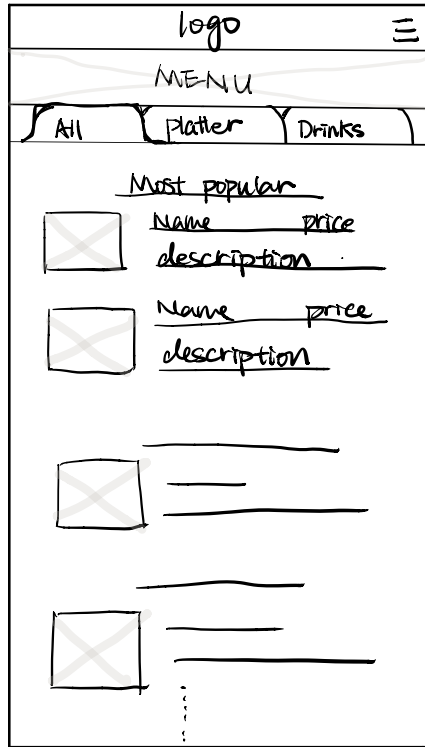 logo
MENU
All Platter Drinks
Most popular
Name price
description
Name price
description